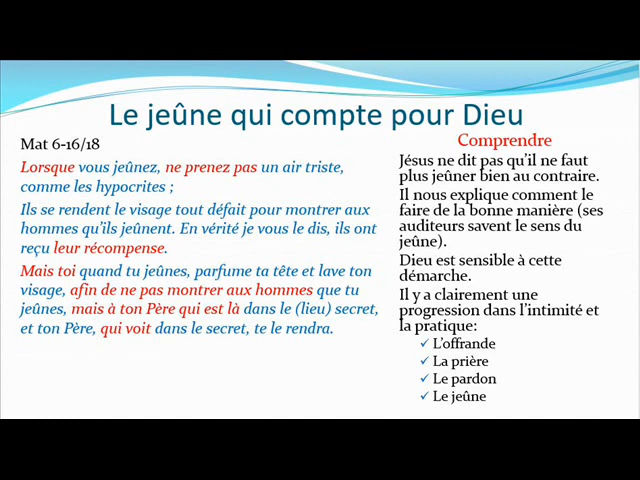 Le jeûne qui compte pour Dieu
Mat 6-16/18
Lorsque vous jeûnez, ne prenez pas un air triste,
comme les hypocrites ;
Ils se rendent le visage tout défait pour montrer aux
hommes qu'ils jeûnent. En vérité je vous le dis, ils ont
reçu leur récompense.
Mais toi quand tu jeûnes, parfume ta tête et lave ton
visage, afin de ne pas montrer aux hommes que tu
jeûnes, mais à ton Père qui est là dans le (lieu) secret,
et ton Père, qui voit dans le secret, te le rendra.
Comprendre
Jésus ne dit pas qu'il ne faut
plus jeûner bien au contraire.
Il nous explique comment le
faire de la bonne manière (ses
auditeurs savent le sens du
jeûne).
Dieu est sensible à cette
démarche.
Il y a clairement une
progression dans l'intimité et
la pratique:
✓ L'offrande
✓ La prière
✓ Le pardon
✓ Le jeûne